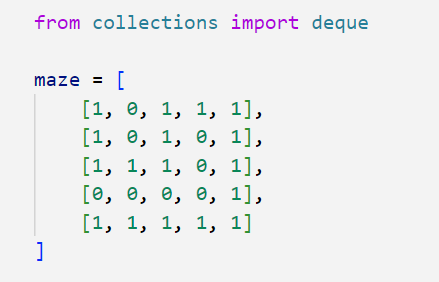 from collections import deque
maze = [
[1, 0, 1, 1, 1],
[1, 0, 1, 0, 1],
[1, 1, 1, 0, 1],
[0, 0, 0, 0, 1],
[1, 1, 1, 1, 1]
]